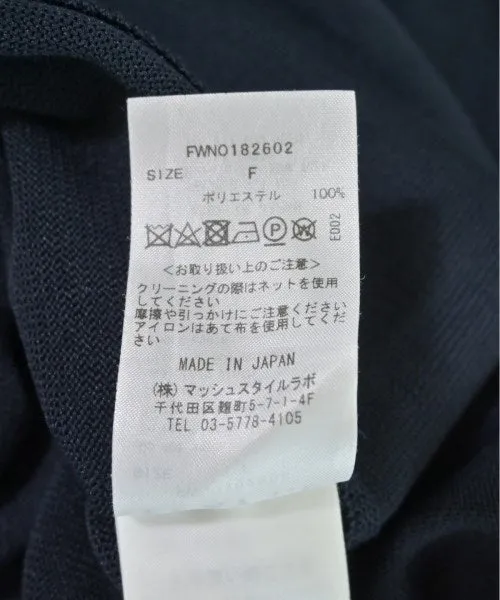 FWNO182602
SIZE F
ポリエステル 100%
E002
<お取り扱い上のご注意>
クリーニングの際はネットを使用
してください
摩擦や引っかけにご注意ください
アイロンはあて布を使用してくだ
さい
MADE IN JAPAN
(株)マッシュスタイルラボ
千代田区麹町5-7-1-4F
TEL 03-5778-4105